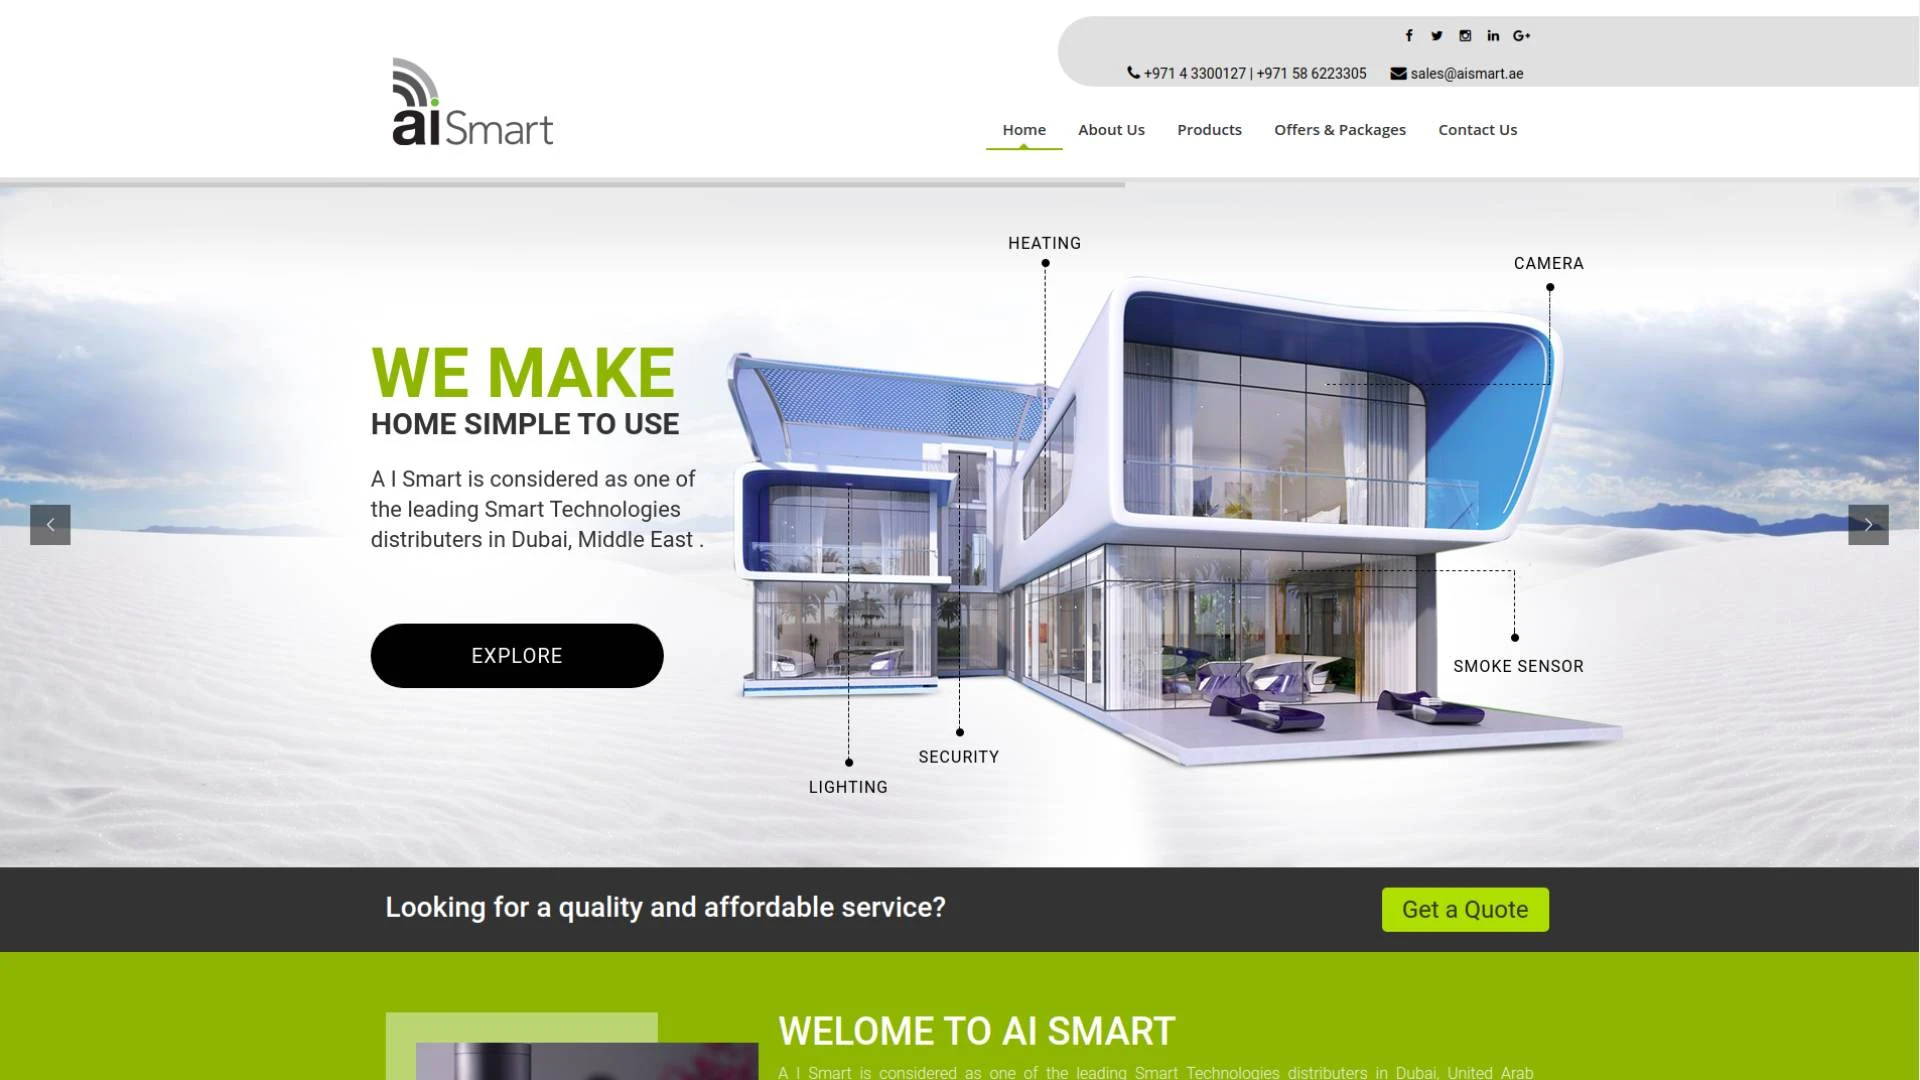 +971 4 3300127 | +971 58 6223305 sales@aismart.ae
ai Smart
Home About Us Products Offers & Packages Contact Us
HEATING
CAMERA
WE MAKE
HOME SIMPLE TO USE
A I Smart is considered as one of
the leading Smart Technologies
distributers in Dubai, Middle East .
EXPLORE
SMOKE SENSOR
SECURITY
LIGHTING
Looking for a quality and affordable service?
Get a Quote
WELOME TO AI SMART
A I Smart is considered as one of the leading Smart Technologies distributers in Dubai, United Arab